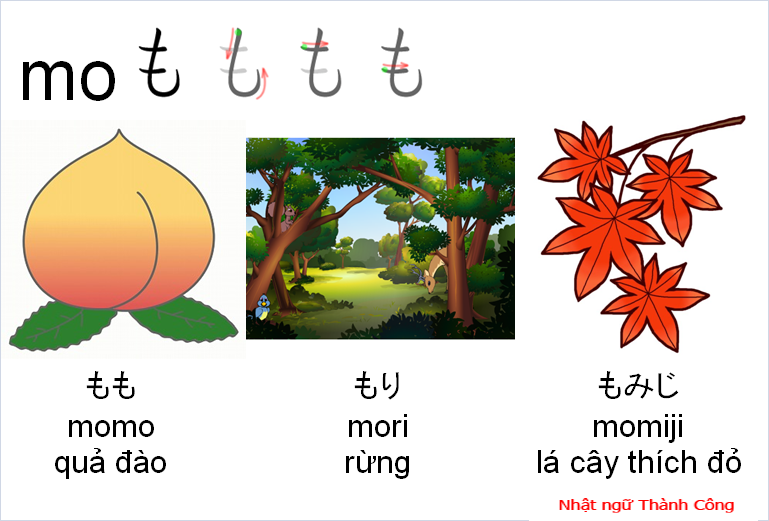 mo も も も も
もも
momo
quả đào
もり
mori
rừng
もみじ
momiji
lá cây thích đỏ
Nhật ngữ Thành Công